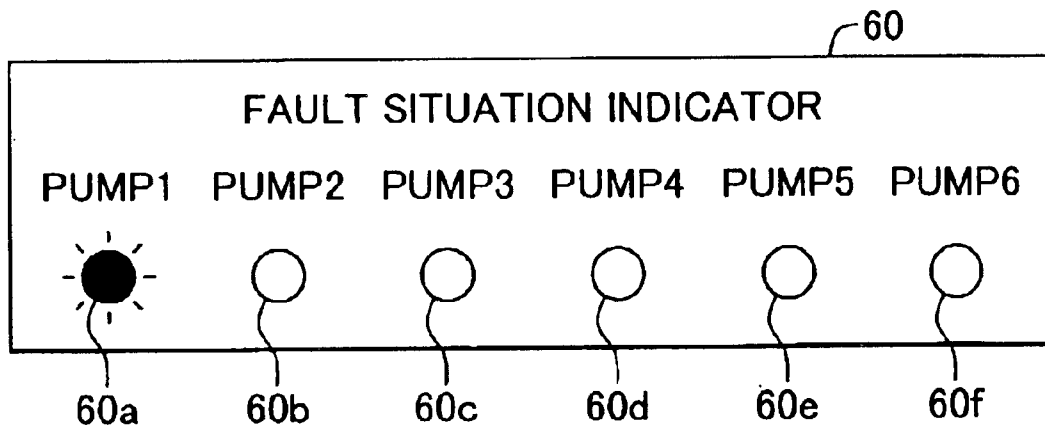 60
FAULT SITUATION INDICATOR
PUMP1 PUMP2 PUMP3 PUMP4 PUMP5 PUMP6
60a 60b 60c 60d 60e 60f